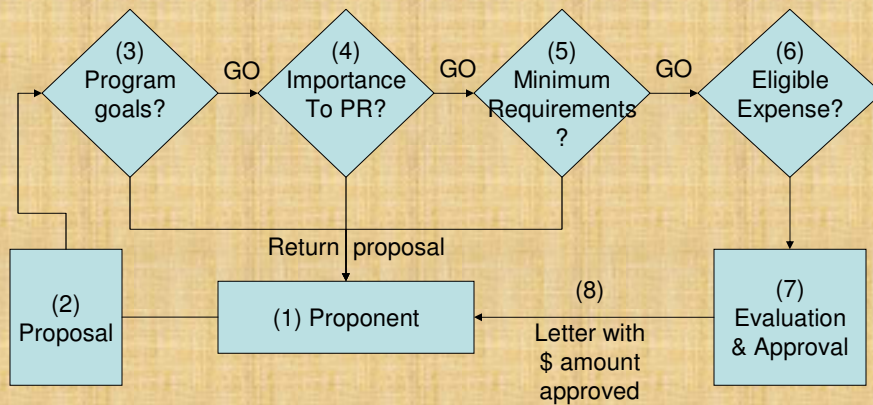 (3)
Program
goals?
GO
(4)
Importance
To PR?
GO
(5)
Minimum
Requirements
?
GO
(6)
Eligible
Expense?
Return proposal
(2)
Proposal
(1) Proponent
(8)
Letter with
$ amount
approved
(7)
Evaluation
& Approval